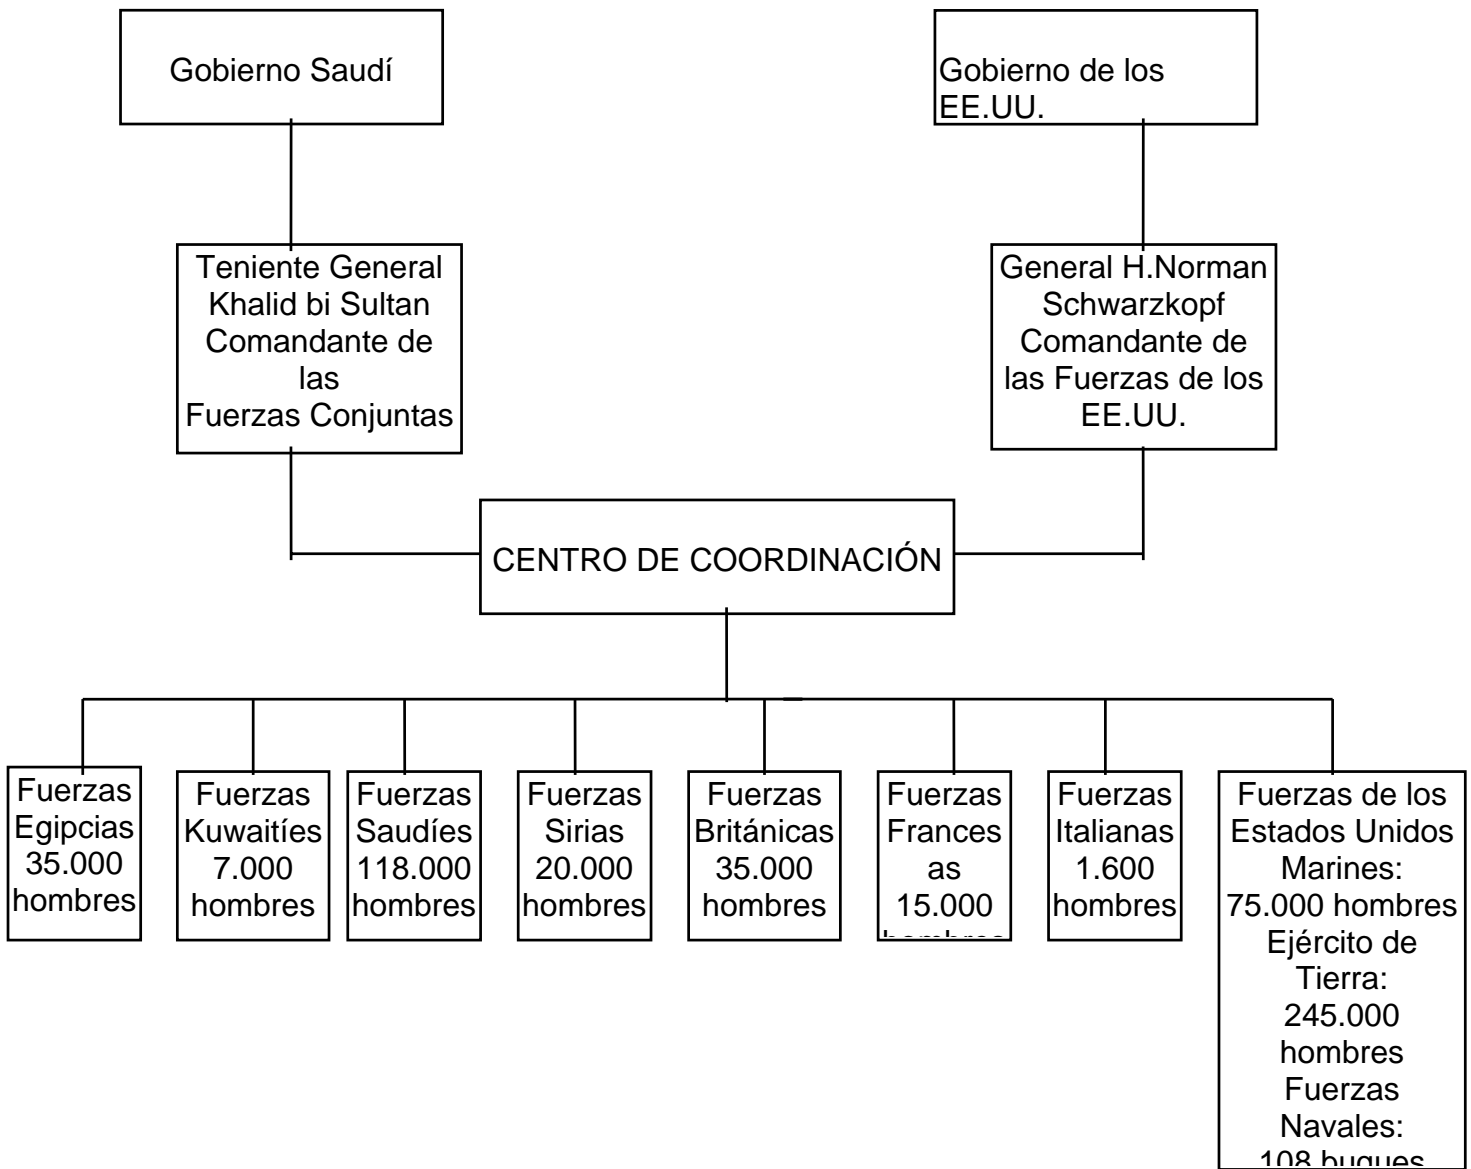 Gobierno Saudí
Gobierno de los
EE.UU.
Teniente General
Khalid bi Sultan
Comandante de
las
Fuerzas Conjuntas
General H.Norman
Schwarzkopf
Comandante de
las Fuerzas de los
EE.UU.
CENTRO DE COORDINACIÓN
Fuerzas
Egipcias
35.000
hombres
Fuerzas
Kuwaitíes
7.000
hombres
Fuerzas
Saudíes
118.000
hombres
Fuerzas
Sirias
20.000
hombres
Fuerzas
Británicas
35.000
hombres
Fuerzas
Frances
as
15.000
hombres
Fuerzas
Italianas
1.600
hombres
Fuerzas de los
Estados Unidos
Marines:
75.000 hombres
Ejército de
Tierra:
245.000
hombres
Fuerzas
Navales:
108 buques